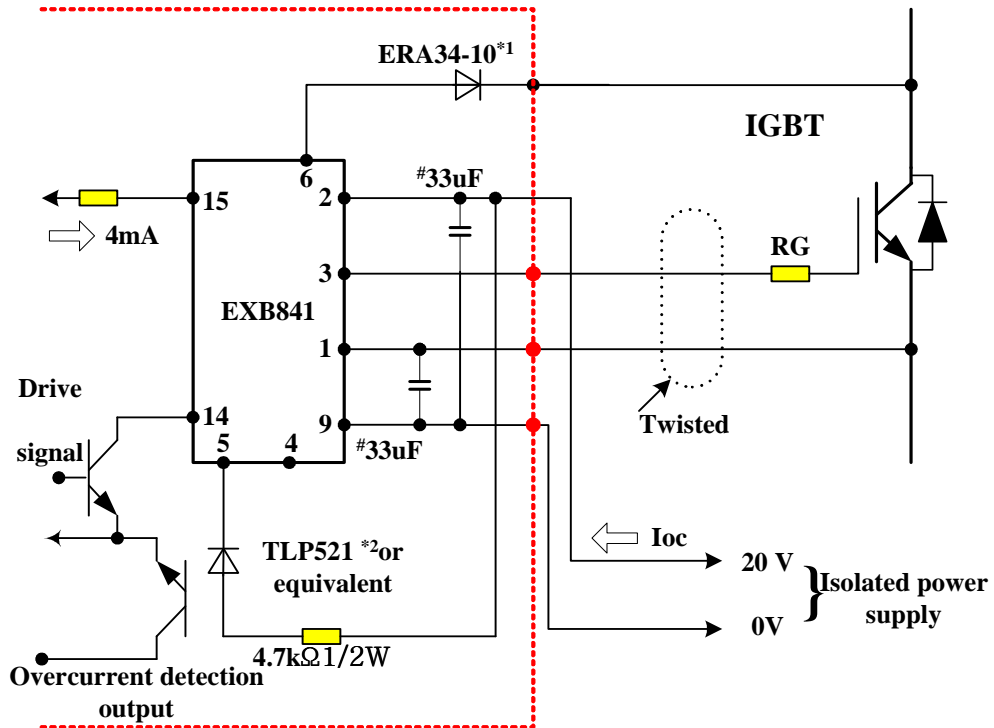 ERA34-10*1
IGBT
6
#33uF
2
15
4mA
RG
3
EXB841
1
Drive
14
9
Twisted
signal
5
4
#33uF
Ioc
TLP521 *2or
equivalent
20 V
Isolated power
supply
0V
4.7kΩ1/2W
Overcurrent detection
output